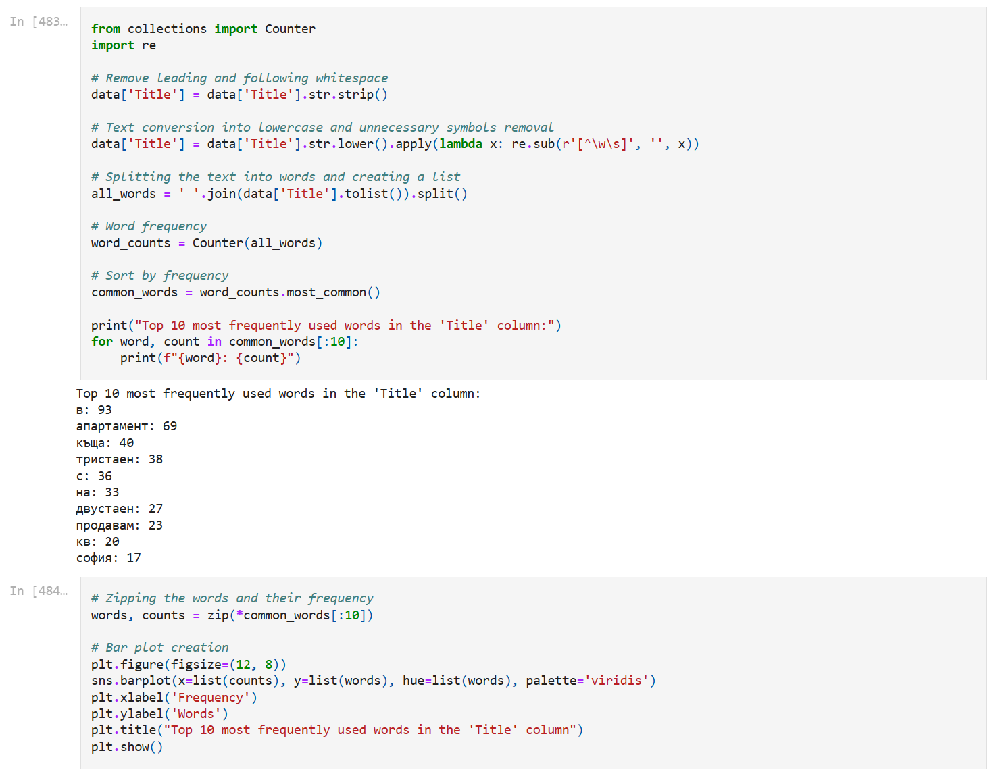 In [483…
from collections import Counter
import re
# Remove leading and following whitespace
data['Title'] = data['Title'].str.strip()
# Text conversion into lowercase and unnecessary symbols removal
data['Title'] = data['Title'].str.lower().apply(lambda x: re.sub(r'[^\w\s]', '', x))
# Splitting the text into words and creating a list
all_words = ' '.join(data['Title'].tolist()).split()
# Word frequency
word_counts = Counter(all_words)
# Sort by frequency
common_words = word_counts.most_common()
print("Top 10 most frequently used words in the 'Title' column:")
for word, count in common_words[:10]:
    print(f"{word}: {count}")
Top 10 most frequently used words in the 'Title' column:
в: 93
апартамент: 69
къща: 40
тристаен: 38
с: 36
на: 33
двустаен: 27
продавам: 23
кв: 20
софия: 17
In [484…
# Zipping the words and their frequency
words, counts = zip(*common_words[:10])
# Bar plot creation
plt.figure(figsize=(12, 8))
sns.barplot(x=list(counts), y=list(words), hue=list(words), palette='viridis')
plt.xlabel('Frequency')
plt.ylabel('Words')
plt.title("Top 10 most frequently used words in the 'Title' column")
plt.show()